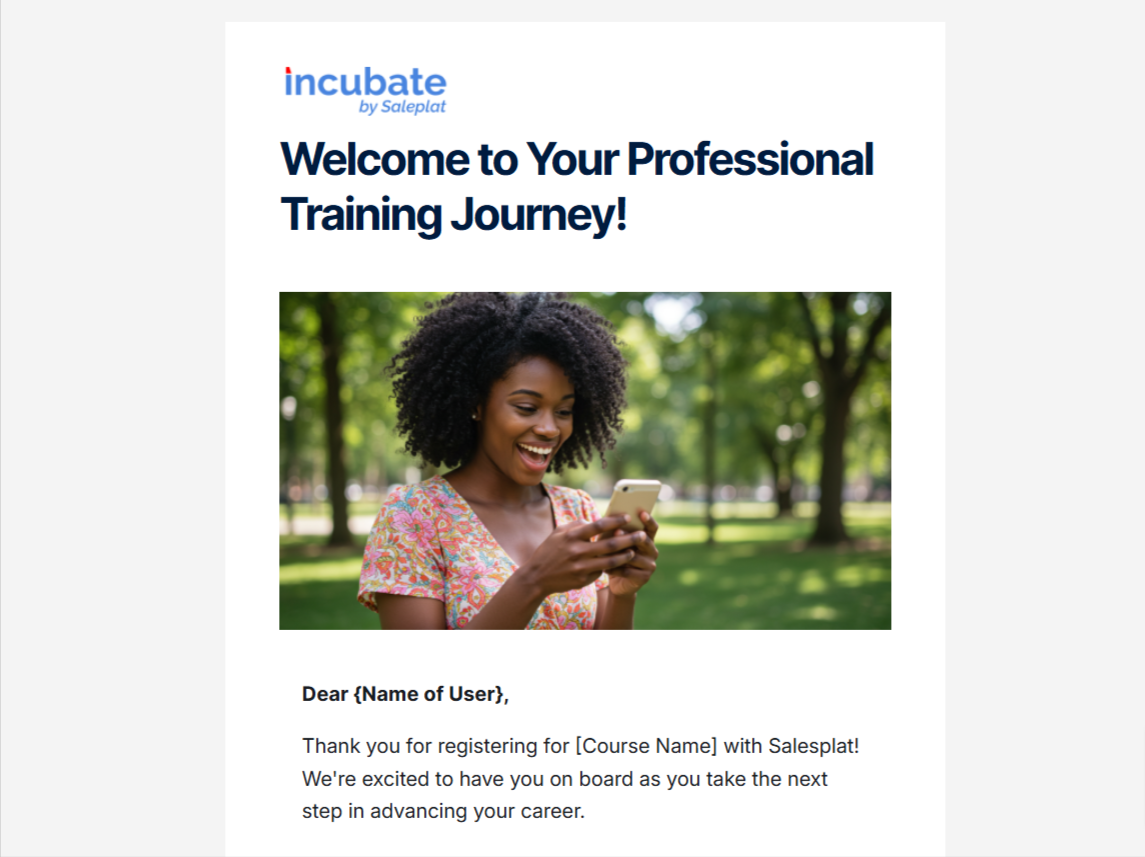 incubate
by Saleplat
Welcome to Your Professional
Training Journey!
Dear {Name of User},
Thank you for registering for [Course Name] with Salesplat!
We're excited to have you on board as you take the next
step in advancing your career.